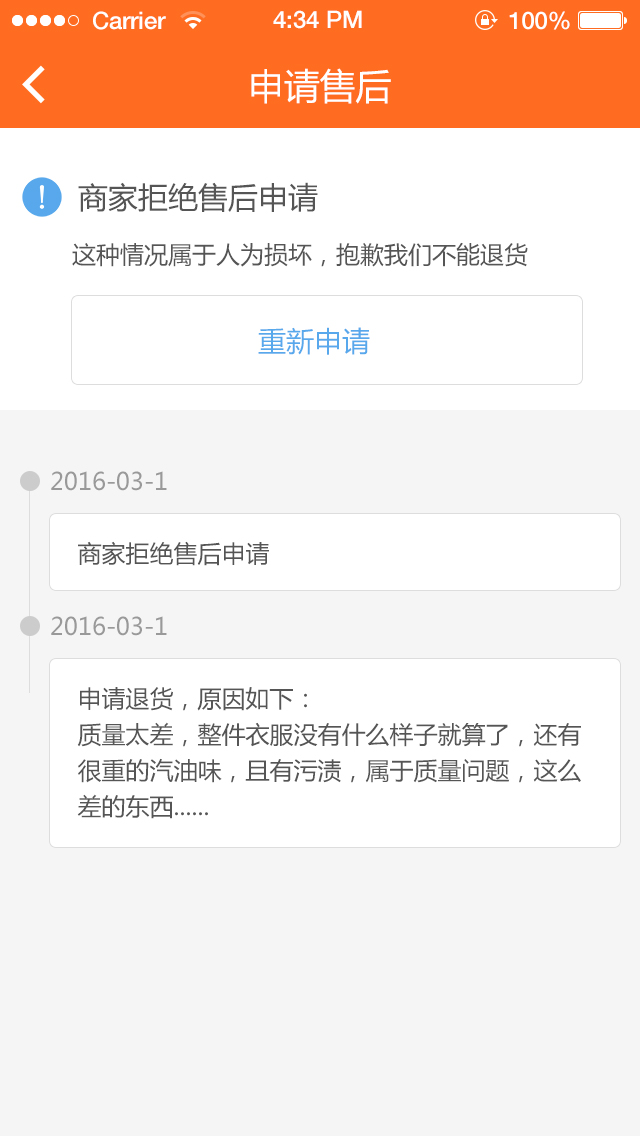 Carrier 4:34 PM 100%
申请售后
商家拒绝售后申请
这种情况属于人为损坏，抱歉我们不能退货
重新申请
2016-03-1
商家拒绝售后申请
2016-03-1
申请退货，原因如下：
质量太差，整件衣服没有什么样子就算了，还有
很重的汽油味，且有污渍，属于质量问题，这么
差的东西......